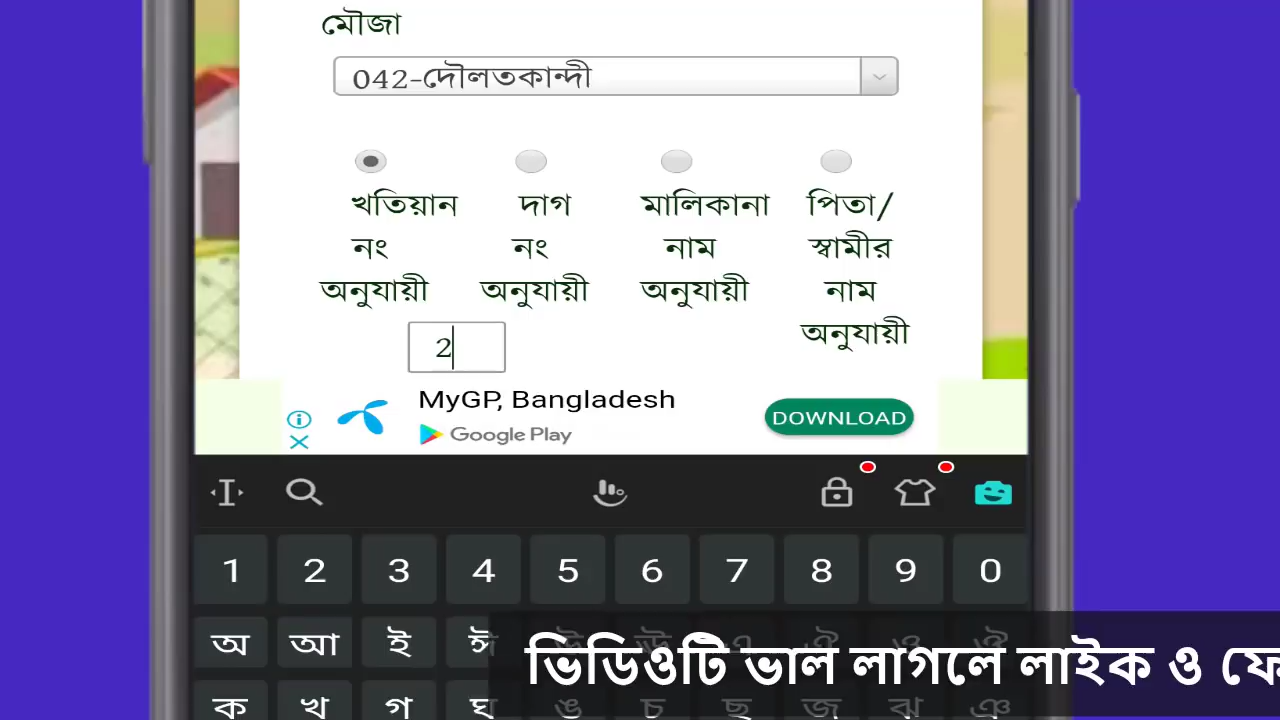 মৌজা
042-দৌলতকান্দী
খতিয়ান নং অনুযায়ী
দাগ নং অনুযায়ী
মালিকানা নাম অনুযায়ী
পিতা/ স্বামীর নাম অনুযায়ী
2
MyGP, Bangladesh
Google Play
DOWNLOAD
1 2 3 4 5 6 7 8 9 0
অ আ ই ঈ উ ঊ এ ঐ ও ঔ
ভিডিওটি ভাল লাগলে লাইক ও ফে
ক খ গ ঘ ঙ চ ছ জ ঝ ঞ